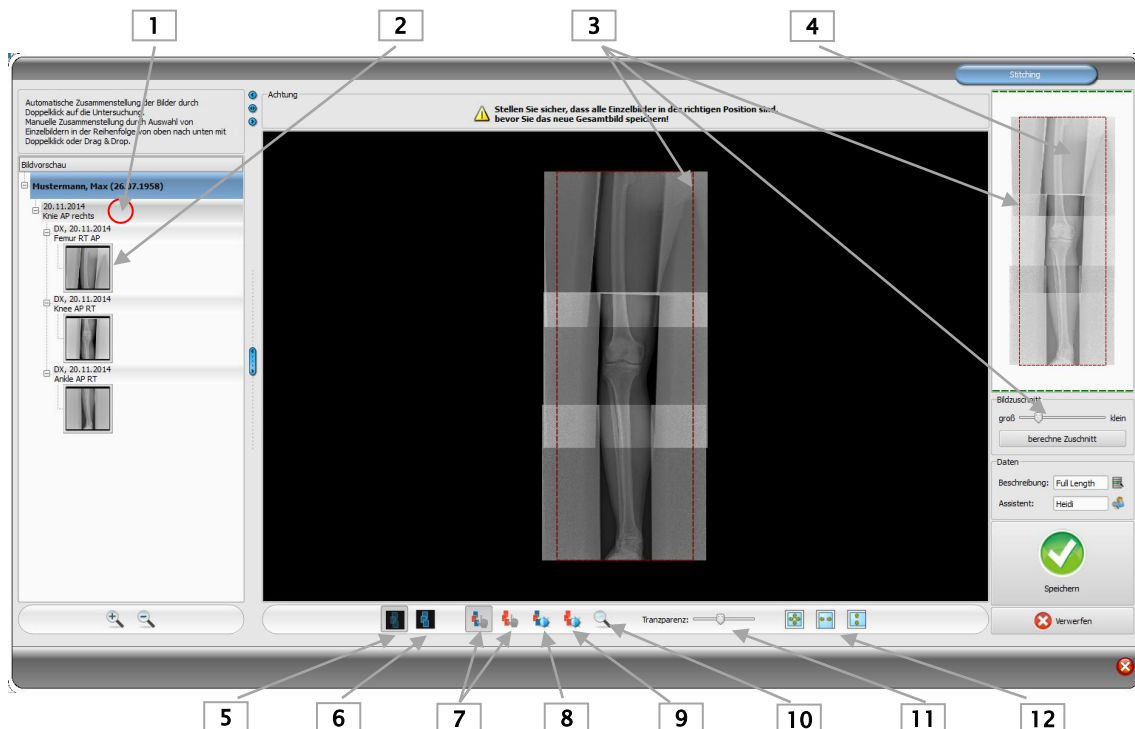 1
2
3
4
Stitching
Automatische Zusammenstellung der Bilder durch
Doppelklick auf die Untersuchung.
Manuelle Zusammenstellung durch Auswahl von
Einzelbildern in der Reihenfolge von oben nach unten mit
Doppelklick oder Drag & Drop.
Achtung
Stellen Sie sicher, dass alle Einzelbilder in der richtigen Position sind,
bevor Sie das neue Gesamtbild speichern!
Bildvorschau
Mustermann, Max (26.07.1958)
20.11.2014
Knie AP rechts
DX, 20.11.2014
Femur RT AP
DX, 20.11.2014
Knee AP RT
DX, 20.11.2014
Ankle AP RT
Bildzuschnitt
groß klein
berechne Zuschnitt
Daten
Beschreibung: Full Length
Assistent: Heidi
Speichern
Verwerfen
Tranzparenz:
5
6
7
8
9
10
11
12